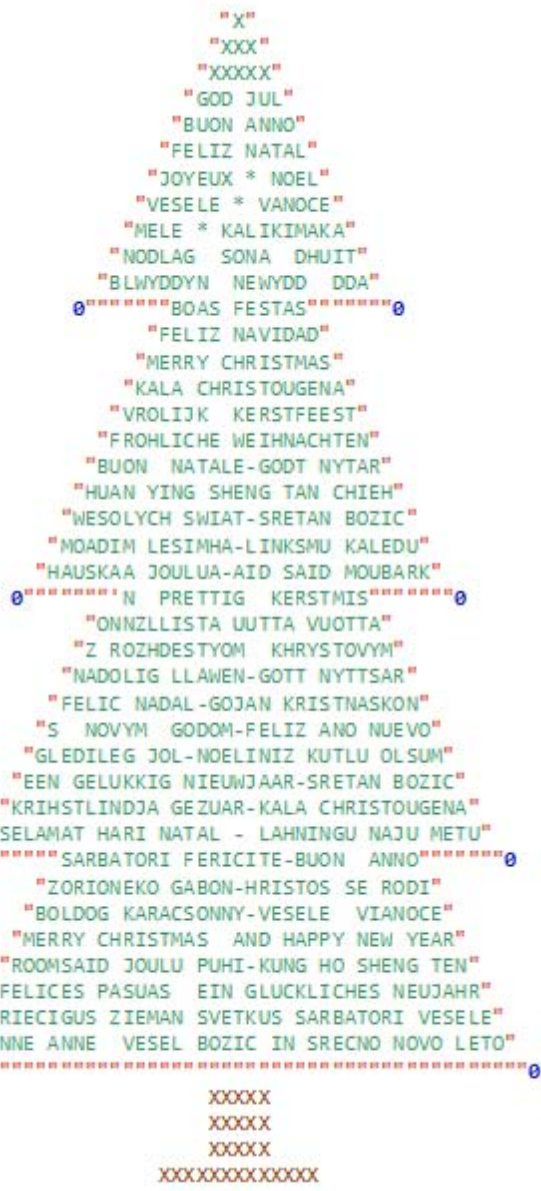 "X"
"XXX"
"XXXXX"
"GOD JUL"
"BUON ANNO"
"FELIZ NATAL"
"JOYEUX * NOEL"
"VESELE * VANOCE"
"MELE * KALIKIMAKA"
"NODLAG  SONA  DHUIT"
"BLWYDDYN  NEWYDD  DDA"
0"""""""BOAS FESTAS"""""""0
"FELIZ NAVIDAD"
"MERRY CHRISTMAS"
"KALA CHRISTOUGENA"
"VROLIJK  KERSTFEEST"
"FROHLICHE WEIHNACHTEN"
"BUON  NATALE-GODT NYTAR"
"HUAN YING SHENG TAN CHIEH"
"WESOLYCH SWIAT-SRETAN BOZIC"
"MOADIM LESIMHA-LINKSMU KALEDU"
"HAUSKAA JOULUA-AID SAID MOUBARK"
0"""""""'N  PRETTIG  KERSTMIS"""""""0
"ONNZLLISTA UUTTA VUOTTA"
"Z ROZHDESTYOM  KHRYSTOVYM"
"NADOLIG LLAWEN-GOTT NYTTSAR"
"FELIC NADAL-GOJAN KRISTNASKON"
"S  NOVYM  GODOM-FELIZ ANO NUEVO"
"GLEDILEG JOL-NOELINIZ KUTLU OLSUM"
"EEN GELUKKIG NIEUWJAAR-SRETAN BOZIC"
"KRIHSTLINDJA GEZUAR-KALA CHRISTOUGENA"
SELAMAT HARI NATAL - LAHNINGU NAJU METU"
"""""SARBATORI FERICITE-BUON  ANNO"""""""0
"ZORIONEKO GABON-HRISTOS SE RODI"
"BOLDOG KARACSONNY-VESELE  VIANOCE"
"MERRY CHRISTMAS  AND HAPPY NEW YEAR"
"ROOMSAID JOULU PUHI-KUNG HO SHENG TEN"
FELICES PASUAS  EIN GLUCKLICHES NEUJAHR"
RIECIGUS ZIEMAN SVETKUS SARBATORI VESELE"
NNE ANNE  VESEL BOZIC IN SRECNO NOVO LETO"
""""""""""""""""""""""""""""""""""""""""""0
XXXXX
XXXXX
XXXXX
XXXXXXXXXXXXX